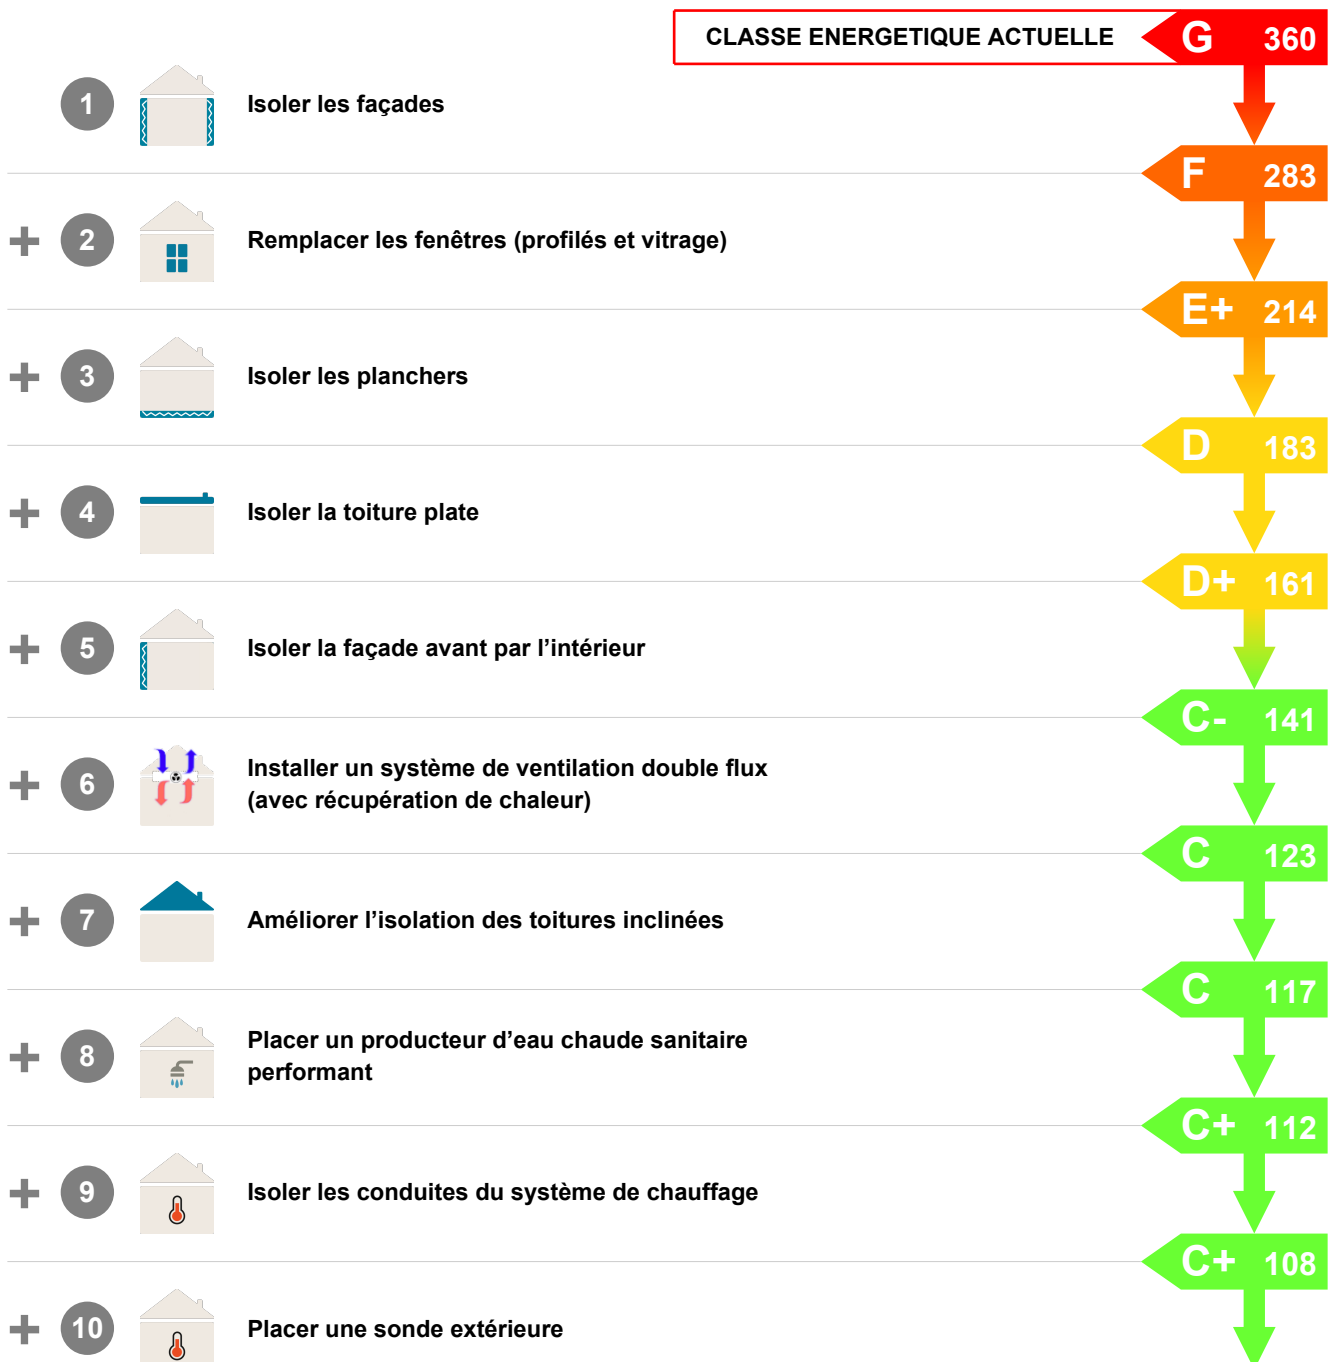 CLASSE ENERGETIQUE ACTUELLE G 360
1 Isoler les façades
F 283
+ 2 Remplacer les fenêtres (profilés et vitrage)
E+ 214
+ 3 Isoler les planchers
D 183
+ 4 Isoler la toiture plate
D+ 161
+ 5 Isoler la façade avant par l’intérieur
C- 141
+ 6 Installer un système de ventilation double flux
(avec récupération de chaleur)
C 123
+ 7 Améliorer l’isolation des toitures inclinées
C 117
+ 8 Placer un producteur d’eau chaude sanitaire
performant
C+ 112
+ 9 Isoler les conduites du système de chauffage
C+ 108
+ 10 Placer une sonde extérieure